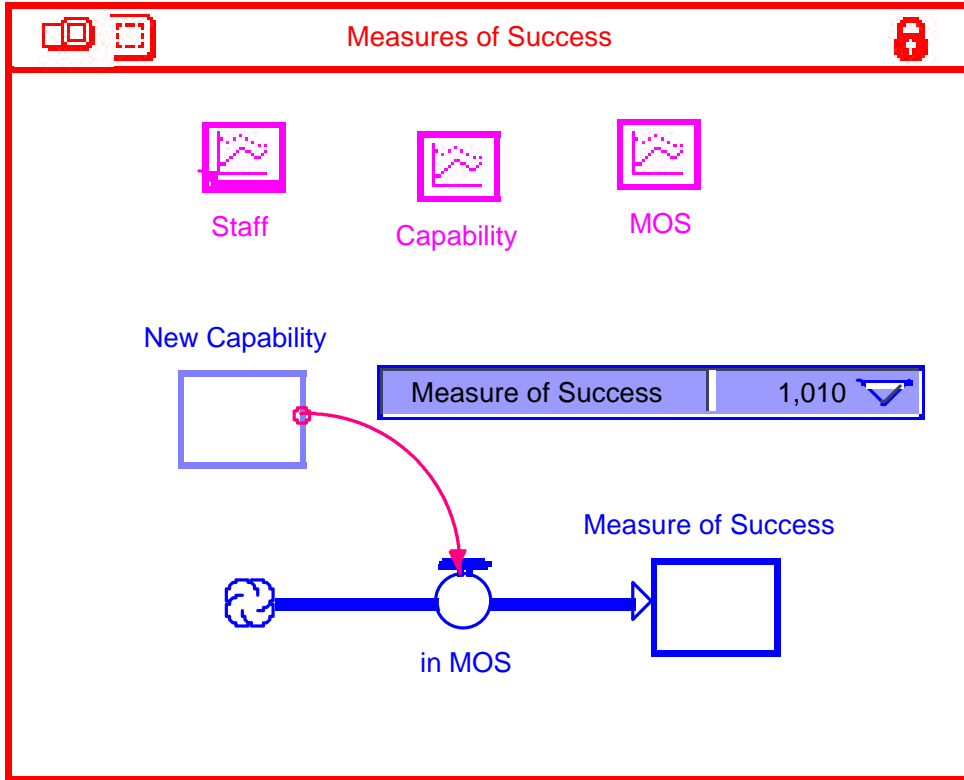 Measures of Success
Staff
Capability
MOS
New Capability
Measure of Success 1,010
Measure of Success
in MOS